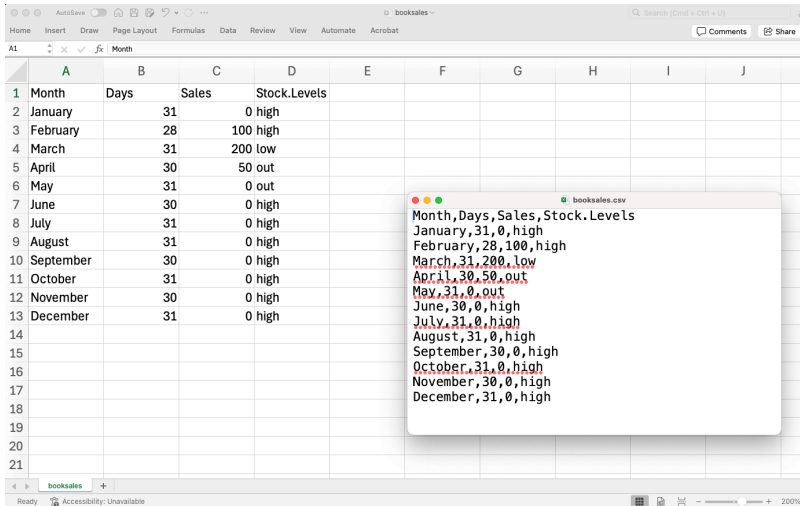 AutoSave booksales Search (Cmd + Ctrl + U)
Home Insert Draw Page Layout Formulas Data Review View Automate Acrobat Comments Share
A1 fx Month
A B C D E F G H I J
1 Month Days Sales Stock.Levels
2 January 31 0 high
3 February 28 100 high
4 March 31 200 low
5 April 30 50 out
6 May 31 0 out
7 June 30 0 high
8 July 31 0 high
9 August 31 0 high
10 September 30 0 high
11 October 31 0 high
12 November 30 0 high
13 December 31 0 high
14
15
16
17
18
19
20
21
booksales.csv
Month,Days,Sales,Stock.Levels
January,31,0,high
February,28,100,high
March,31,200,low
April,30,50,out
May,31,0,out
June,30,0,high
July,31,0,high
August,31,0,high
September,30,0,high
October,31,0,high
November,30,0,high
December,31,0,high
booksales +
Ready Accessibility: Unavailable 200%